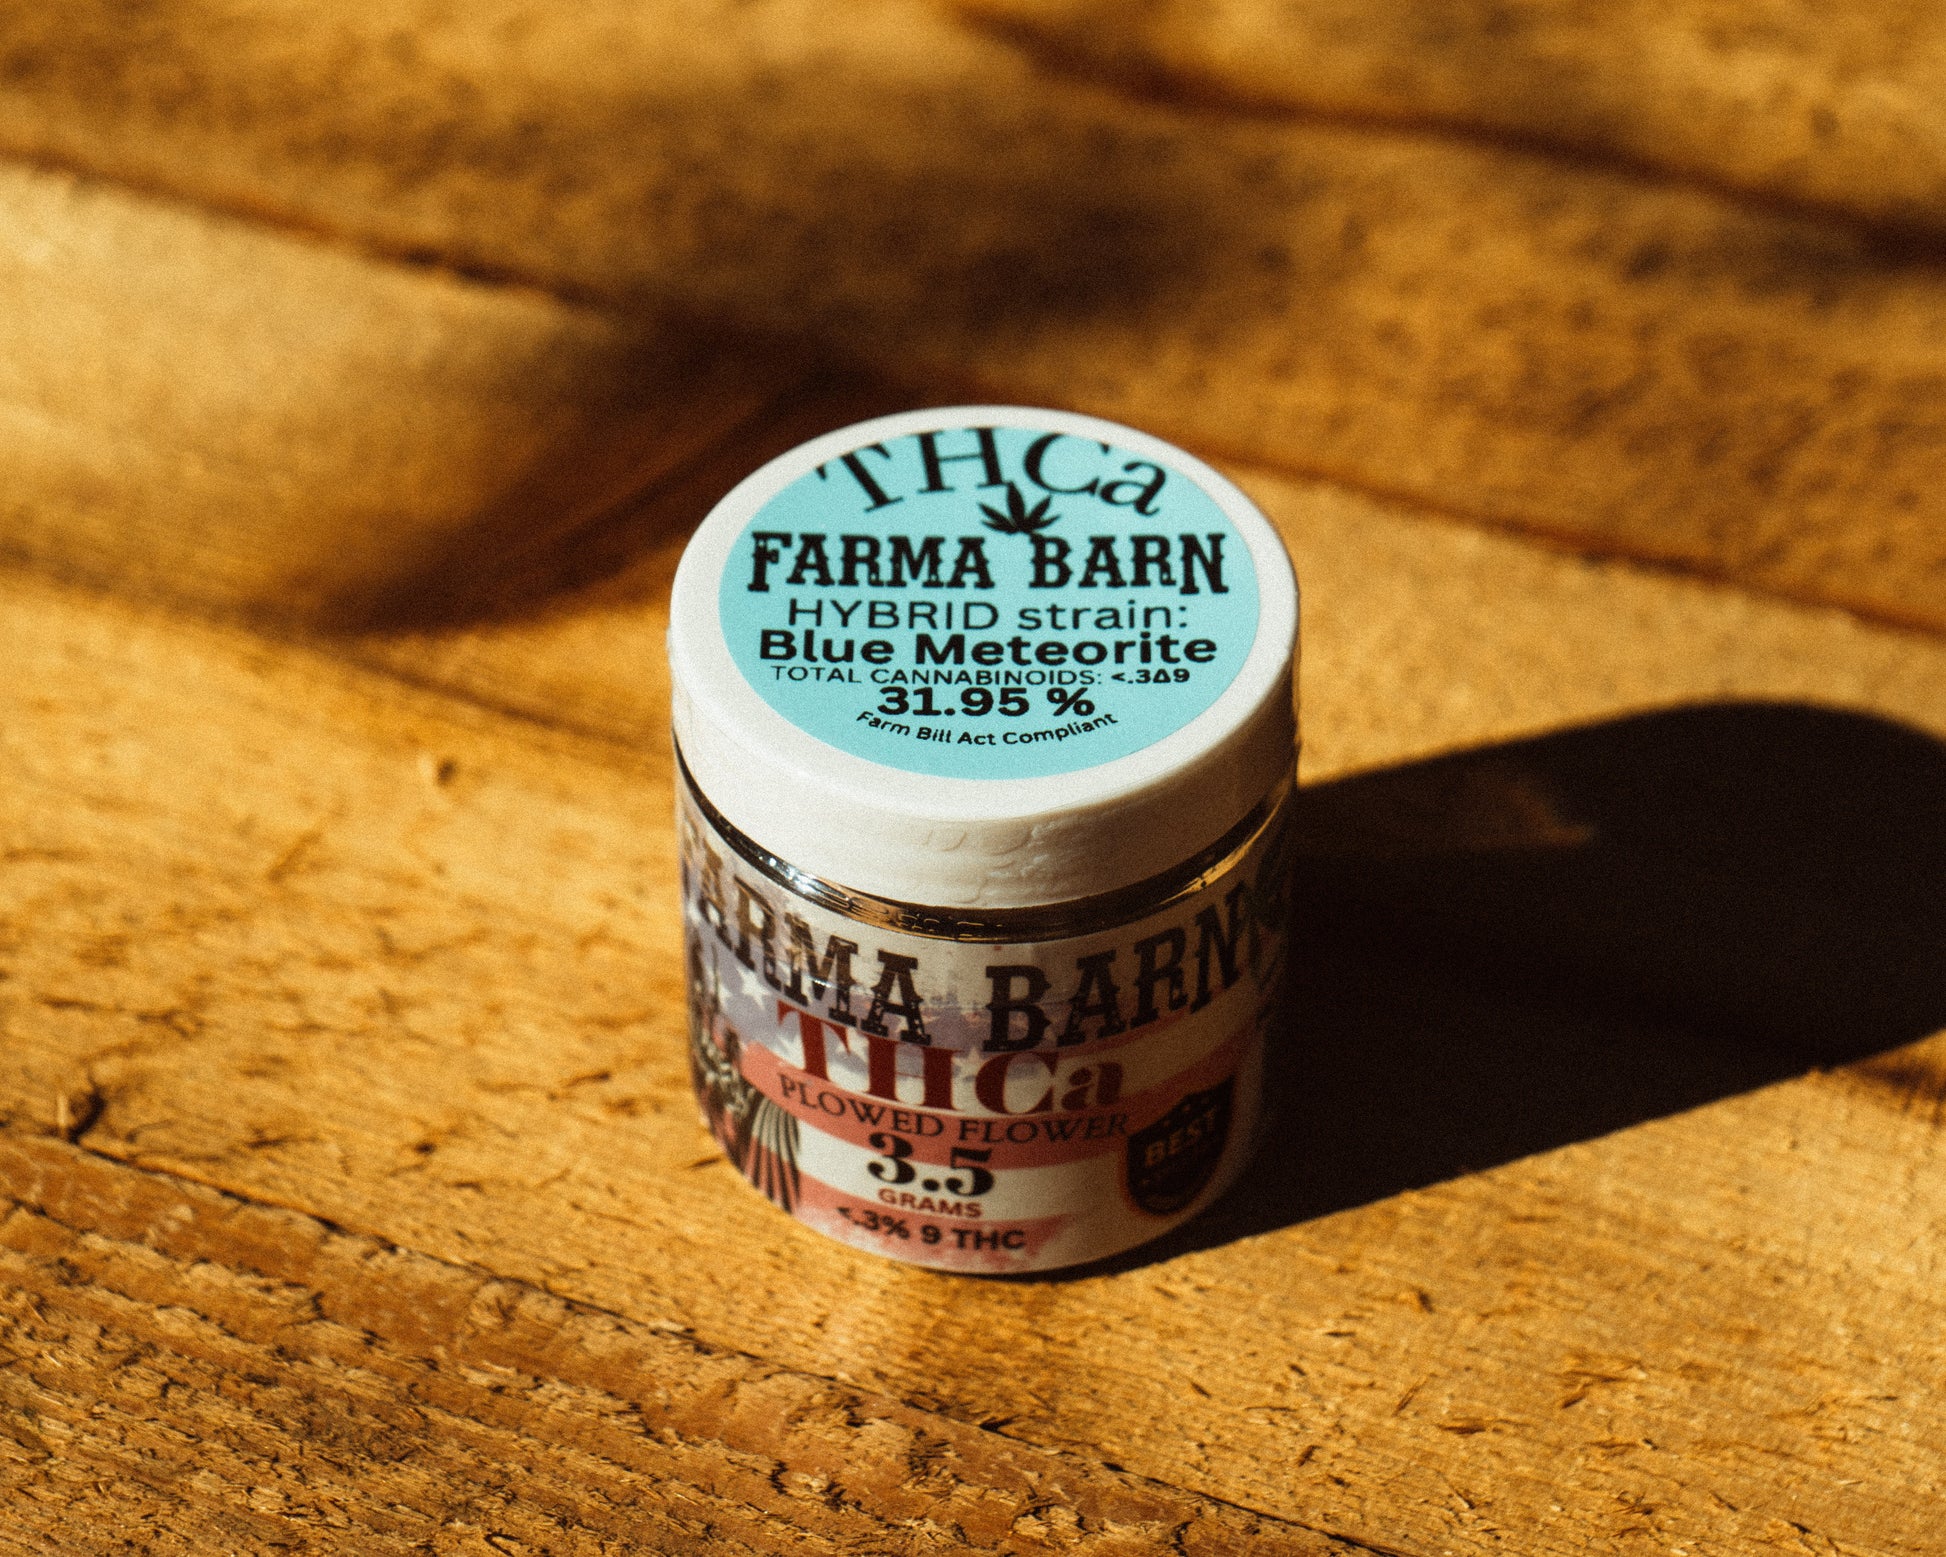 THCa
FARMA BARN
HYBRID strain:
Blue Meteorite
TOTAL CANNABINOIDS: <.3Δ9
31.95 %
Farm Bill Act Compliant
FARMA BARN
THCa
PLOWED FLOWER
3.5
GRAMS
<.3% 9 THC
BEST